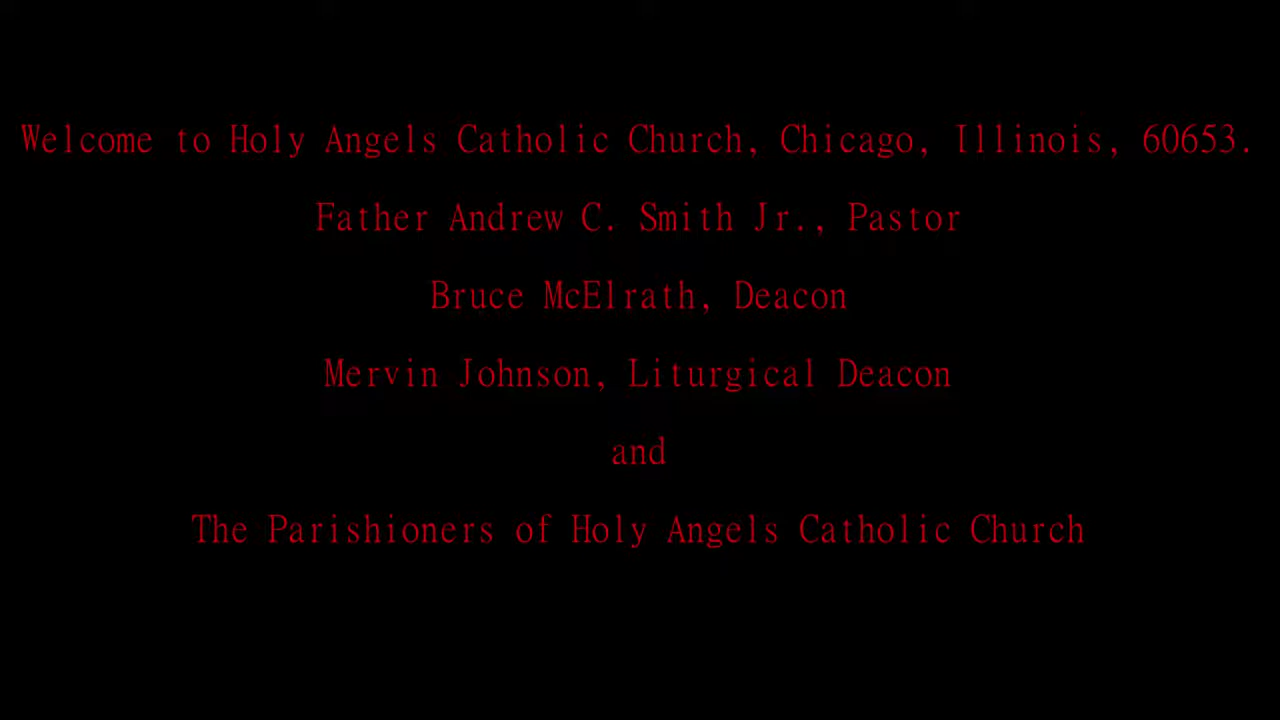 Welcome to Holy Angels Catholic Church, Chicago, Illinois, 60653.
Father Andrew C. Smith Jr., Pastor
Bruce McElrath, Deacon
Mervin Johnson, Liturgical Deacon
and
The Parishioners of Holy Angels Catholic Church